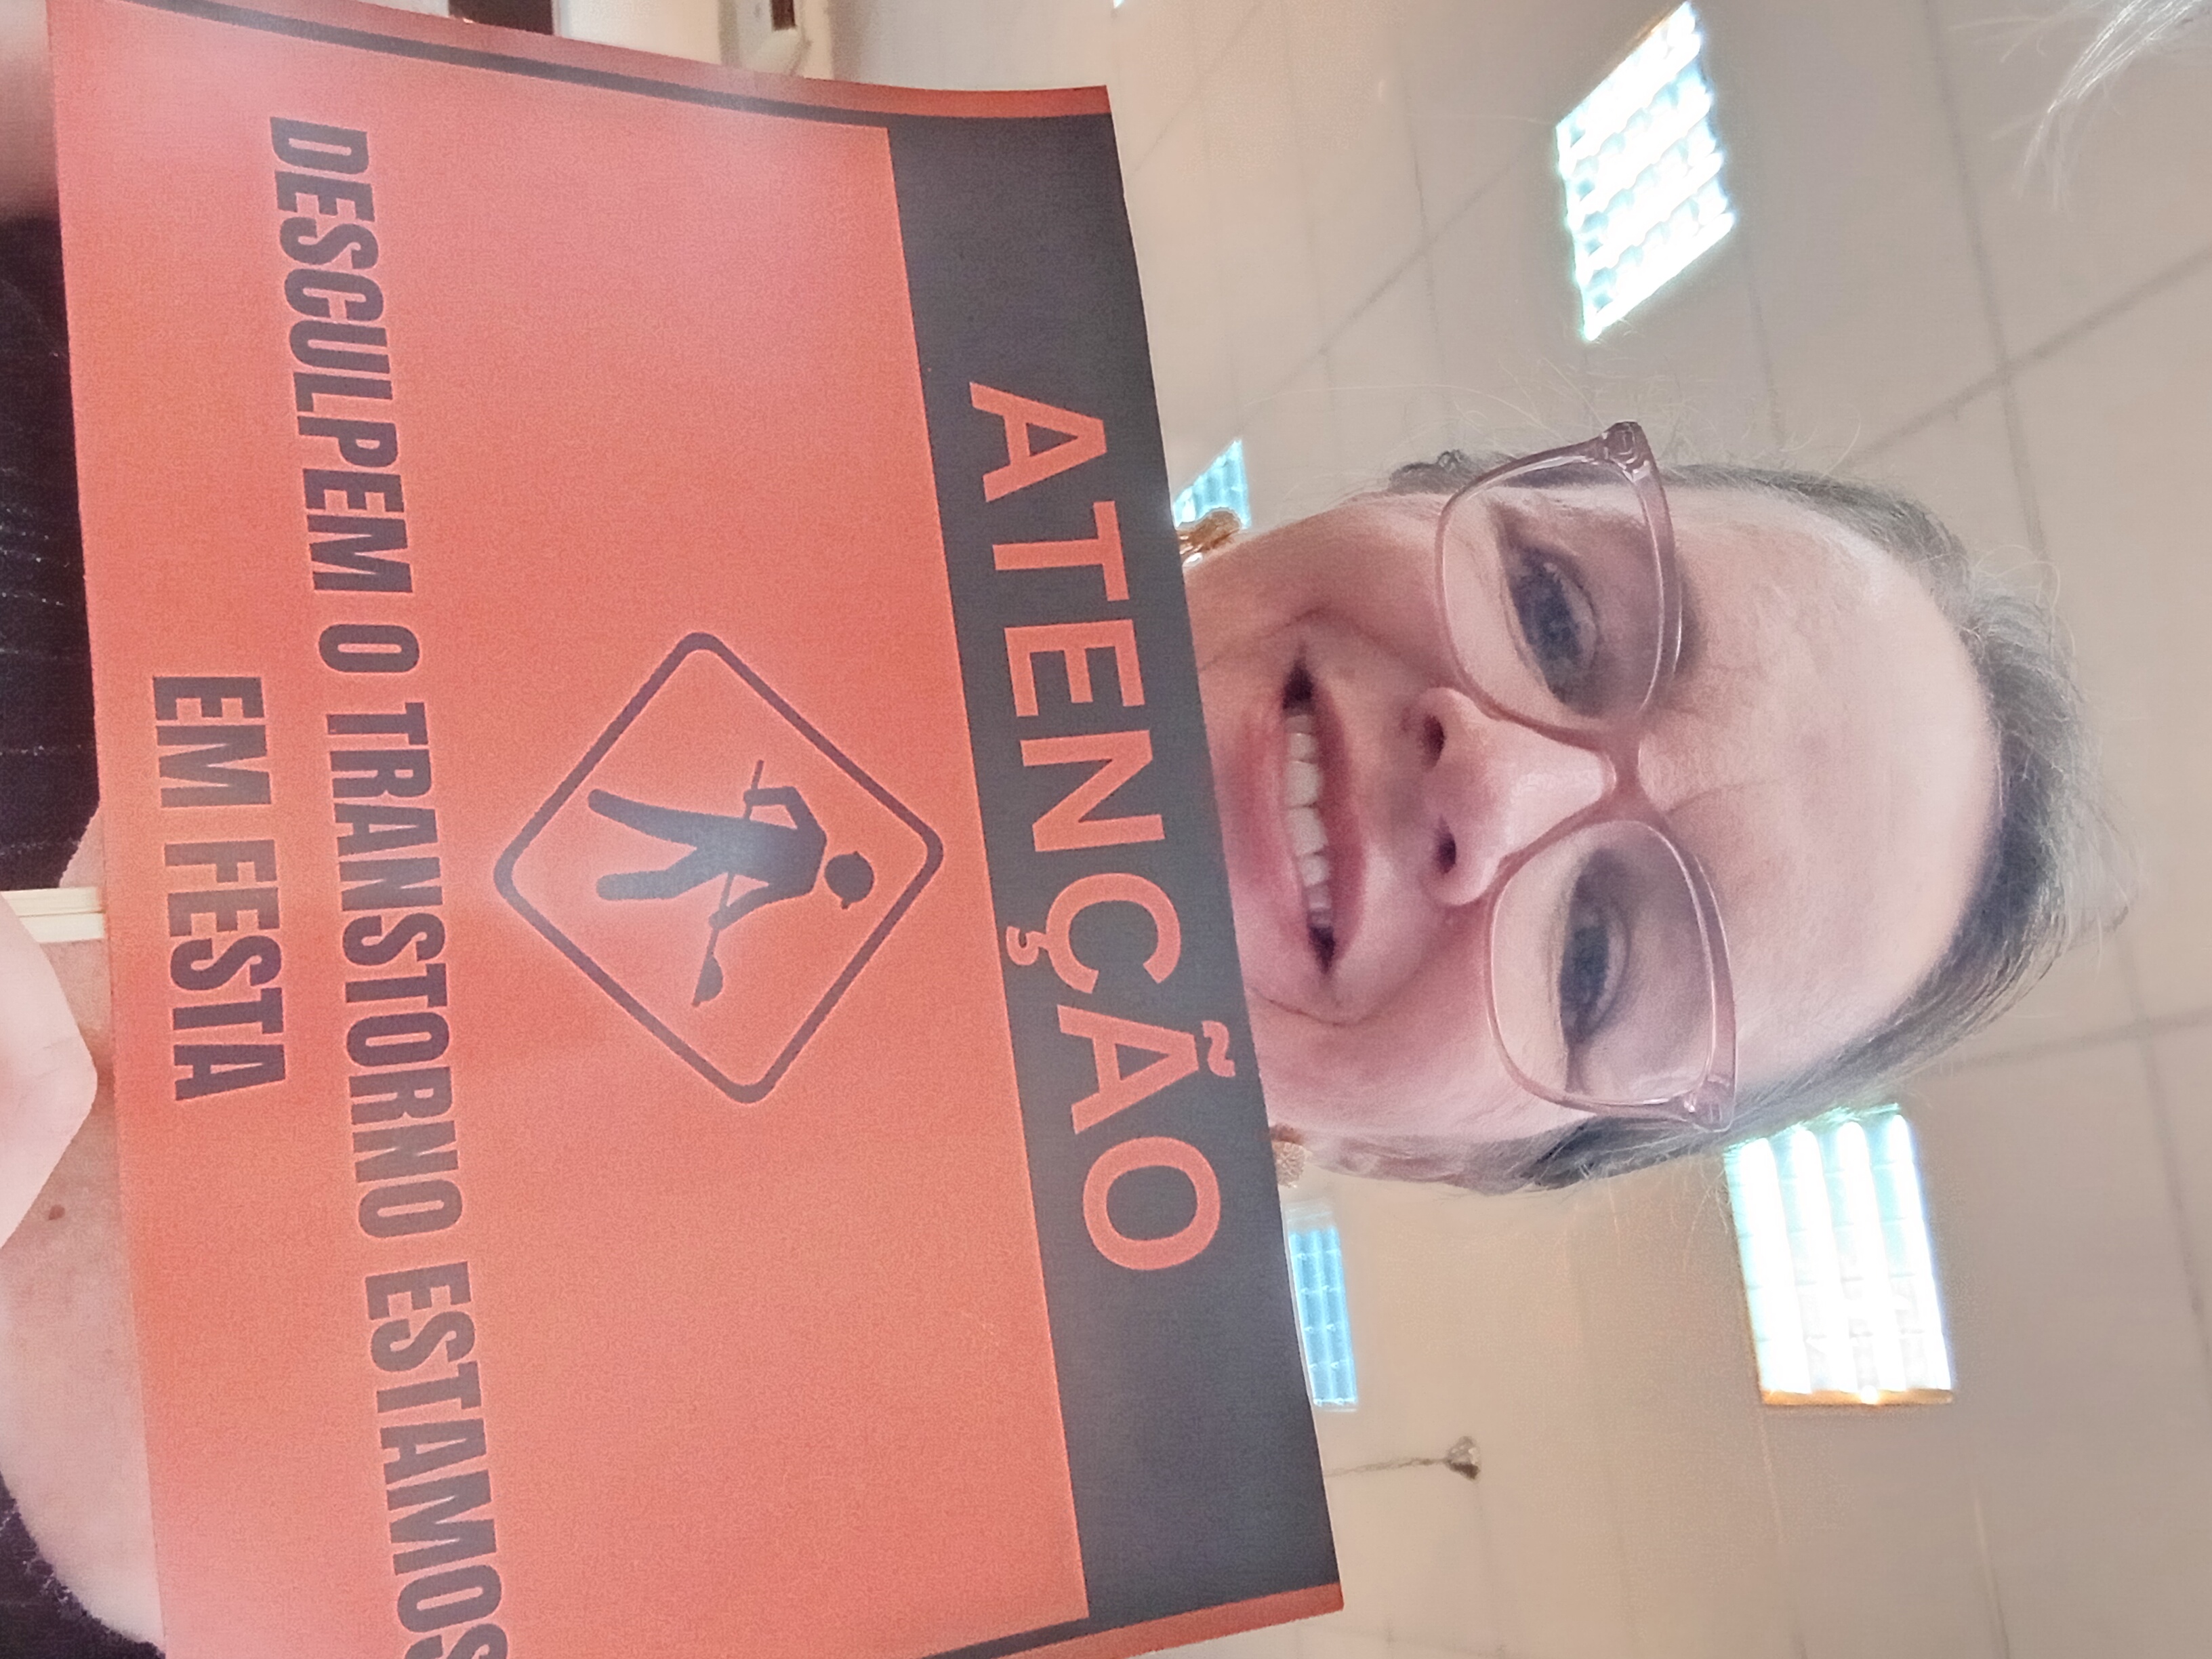 ATENÇÃO
DESCULPEM O TRANSTORNO ESTAMOS
EM FESTA